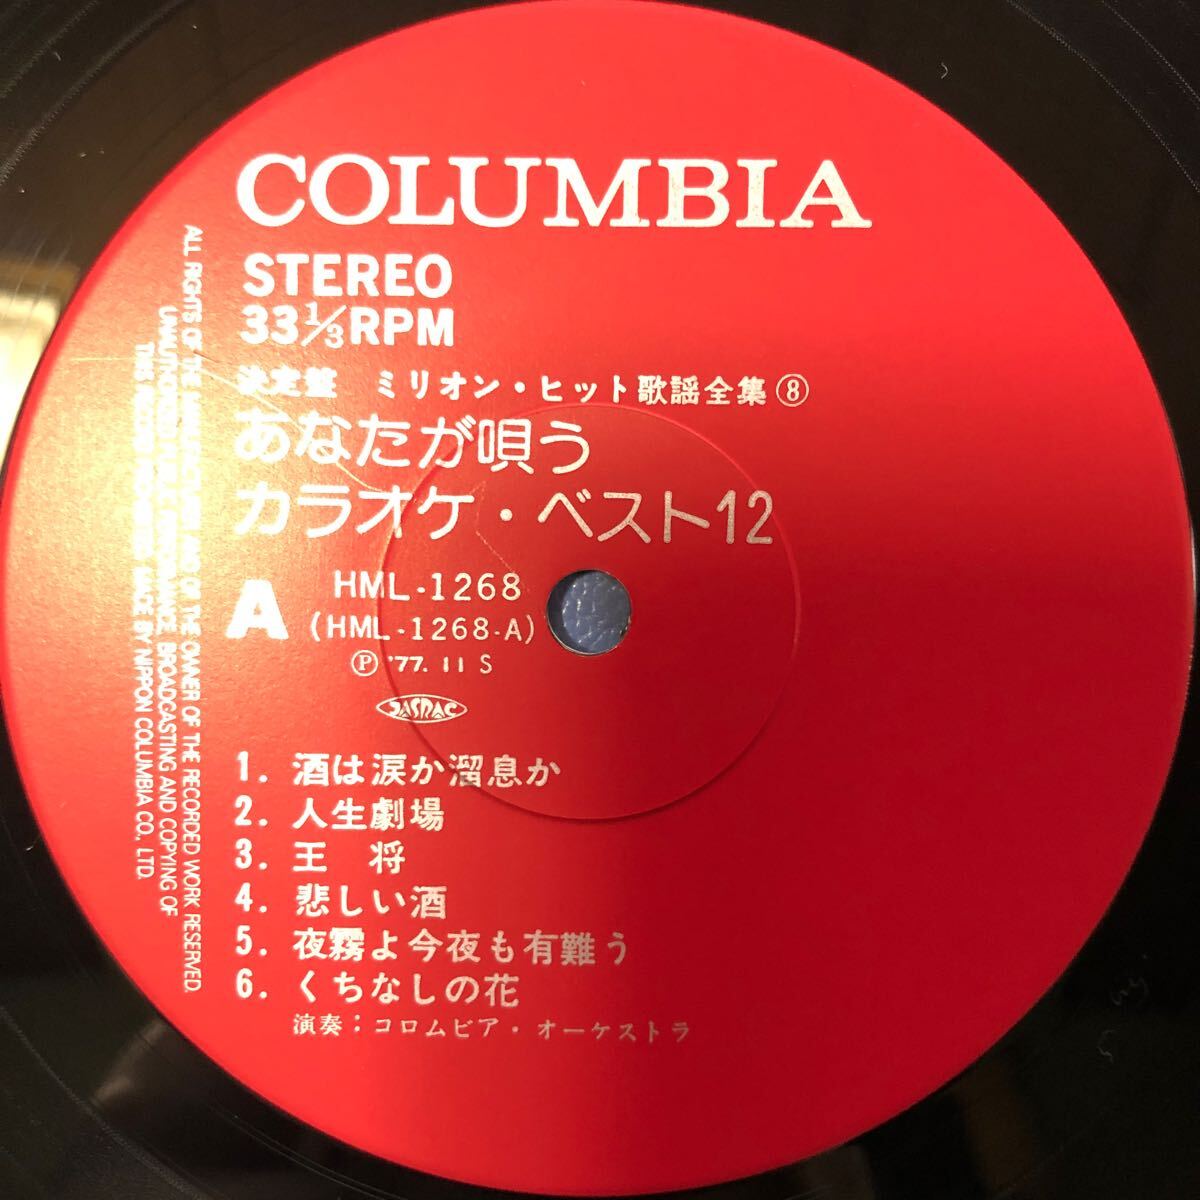 COLUMBIA
STEREO
33 1/3 RPM
決定盤 ミリオン・ヒット歌謡全集⑧
あなたが唄う
カラオケ・ベスト12
A HML-1268
(HML-1268-A)
Ⓟ '77. 11 S
JASRAC
1. 酒は涙か溜息か
2. 人生劇場
3. 王 将
4. 悲しい酒
5. 夜霧よ今夜も有難う
6. くちなしの花
演奏：コロムビア・オーケストラ
ALL RIGHTS OF THE MANUFACTURER AND OF THE OWNER OF THE RECORDED WORK RESERVED.
UNAUTHORISED PUBLIC PERFORMANCE, BROADCASTING AND COPYING OF
THIS RECORD PROHIBITED. MADE BY NIPPON COLUMBIA CO., LTD.